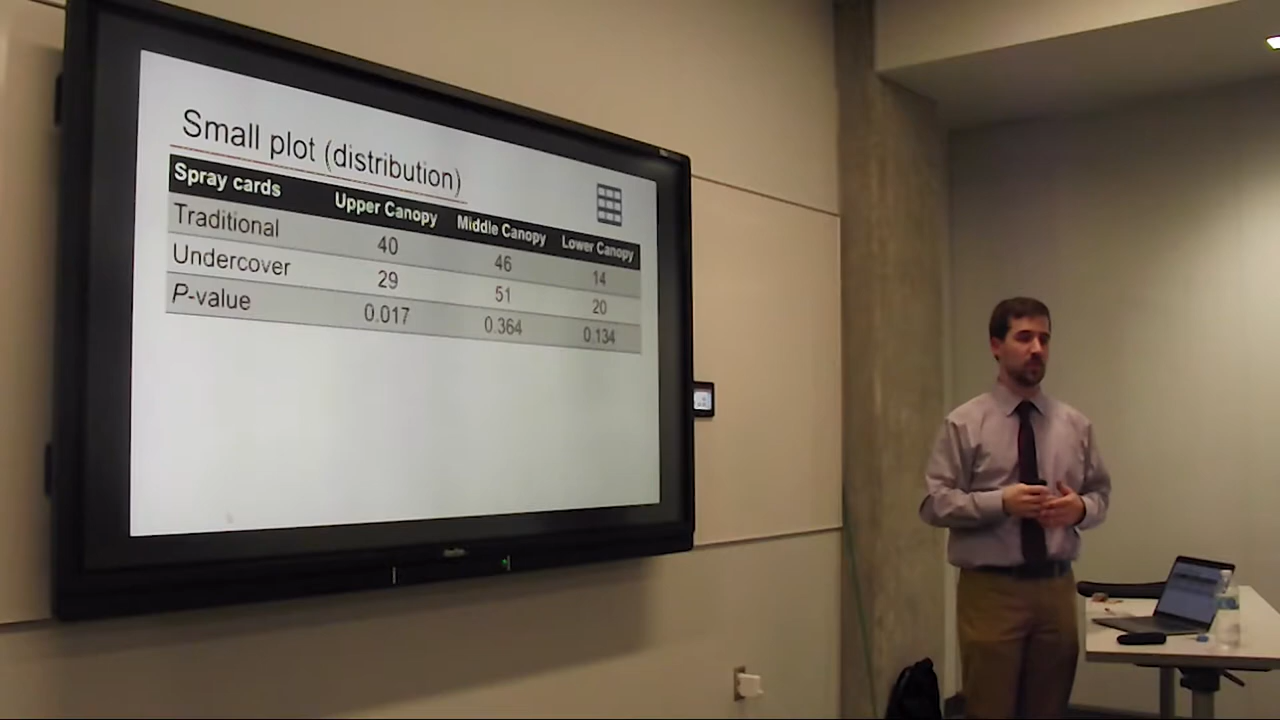 Small plot (distribution)
Spray cards Upper Canopy Middle Canopy Lower Canopy
Traditional 40 46 14
Undercover 29 51 20
P-value 0.017 0.364 0.134